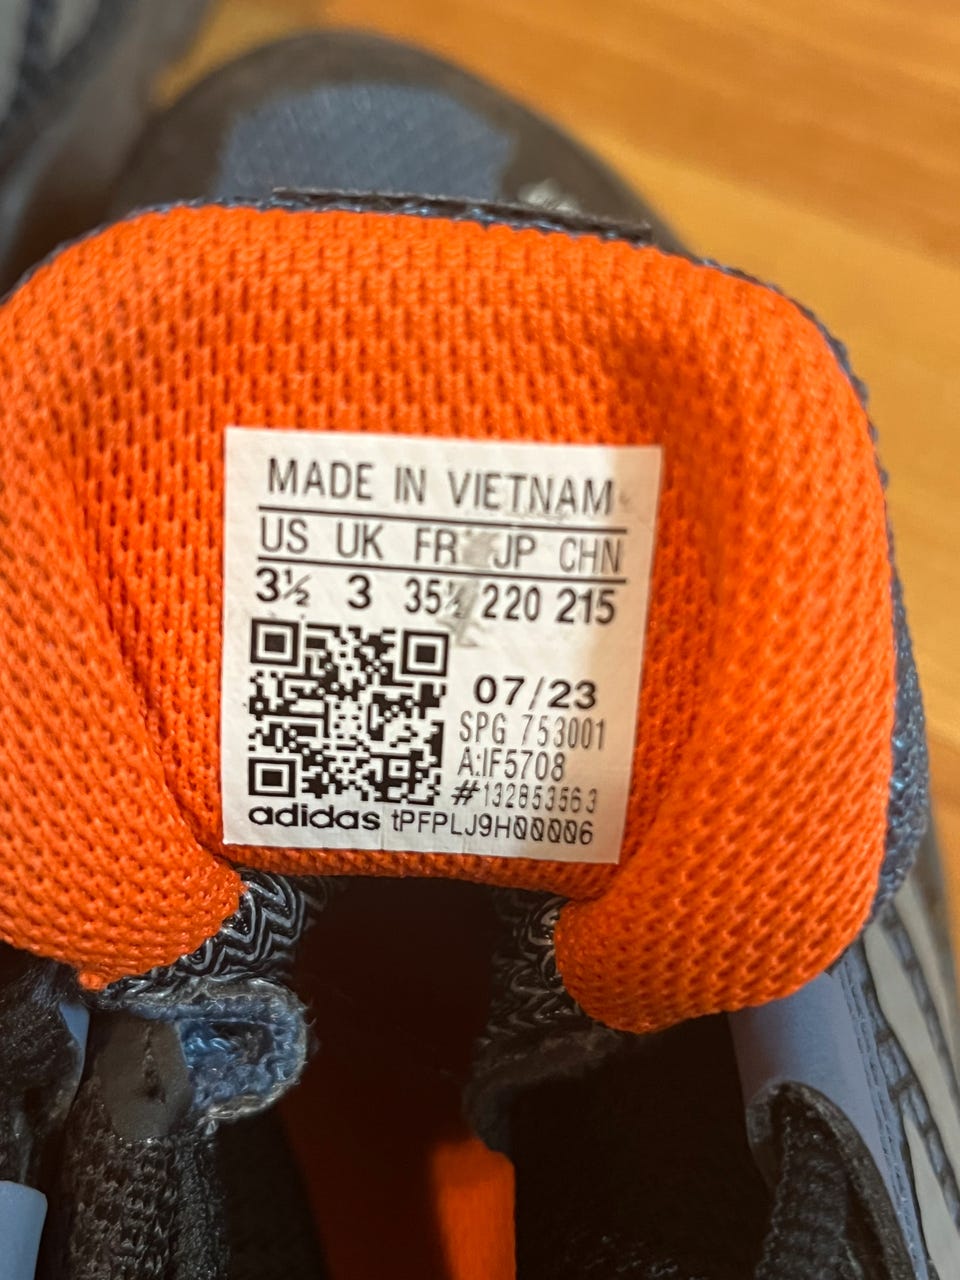 MADE IN VIETNAM
US UK FR JP CHN
3½ 3 35½ 220 215
07/23
SPG 753001
A:IF5708
#132853563
adidas tPFPLJ9H00006